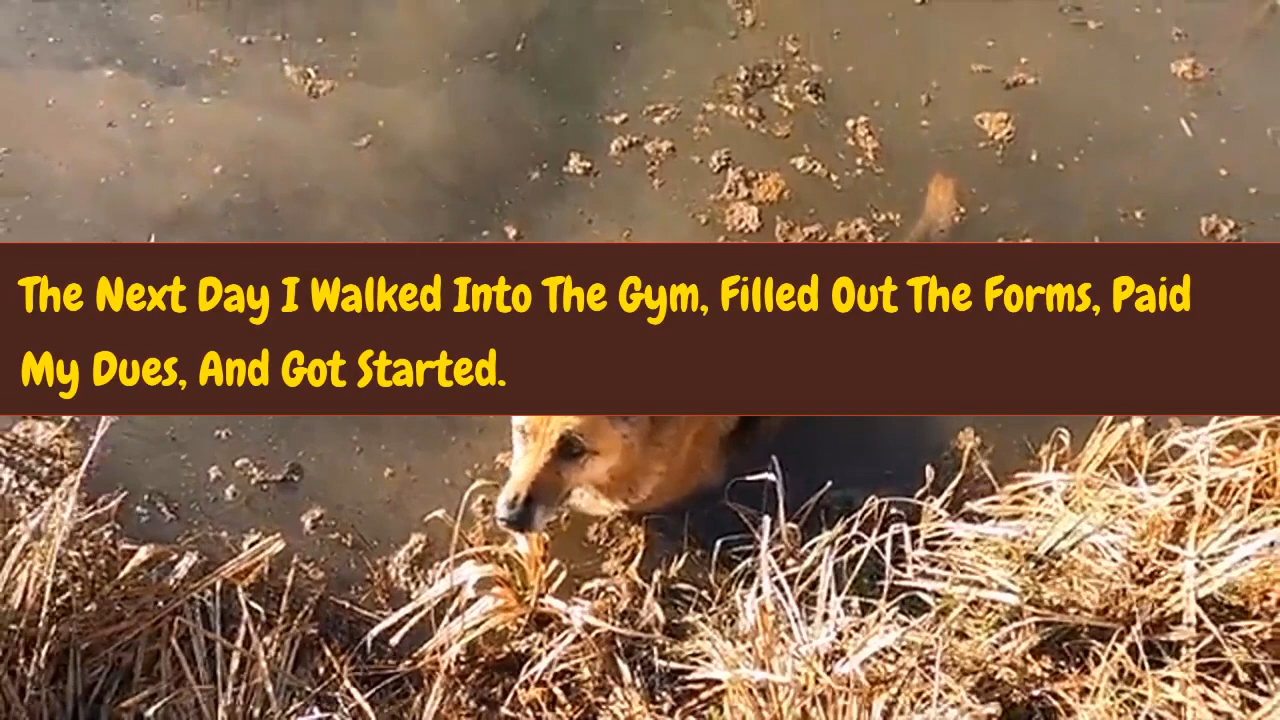 The Next Day I Walked Into The Gym, Filled Out The Forms, Paid
My Dues, And Got Started.